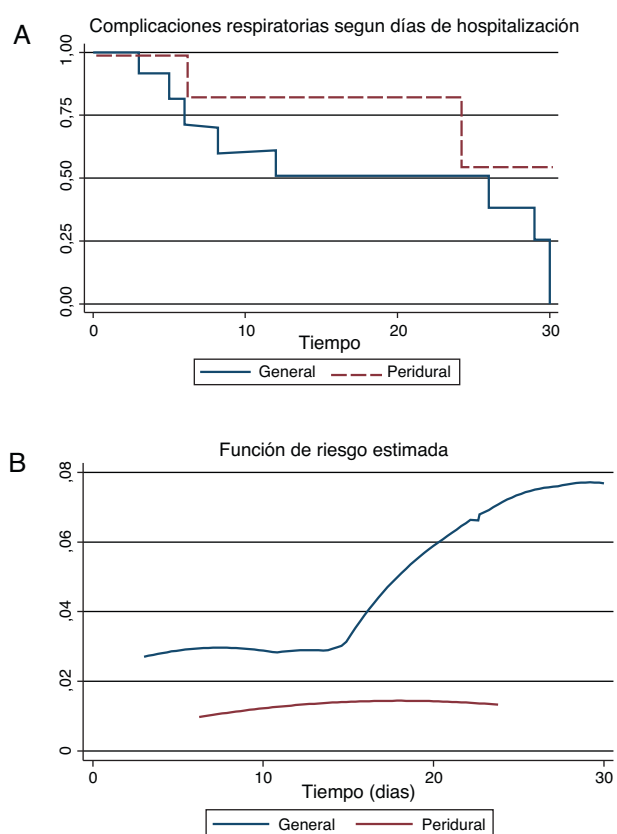 A
Complicaciones respiratorias segun días de hospitalización
1,00
0,75
0,50
0,25
0,00
0 10 20 30
Tiempo
General Peridural
B
Función de riesgo estimada
,08
,06
,04
,02
0
0 10 20 30
Tiempo (dias)
General Peridural